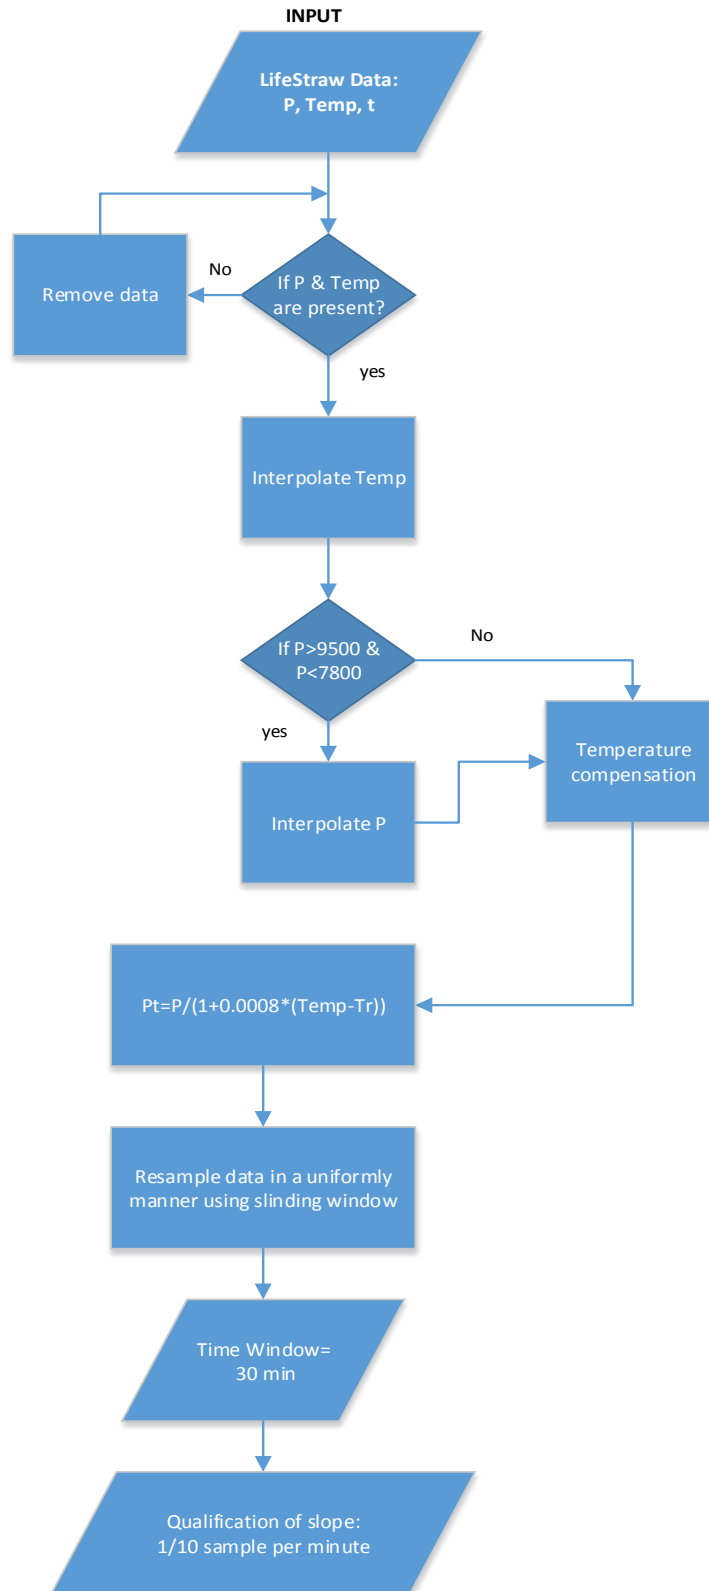 INPUT
LifeStraw Data:
P, Temp, t
No
If P & Temp
are present?
Remove data
yes
Interpolate Temp
If P>9500 &
P<7800
No
yes
Temperature
compensation
Interpolate P
Pt=P/(1+0.0008*(Temp-Tr))
Resample data in a uniformly
manner using slinding window
Time Window=
30 min
Qualification of slope:
1/10 sample per minute